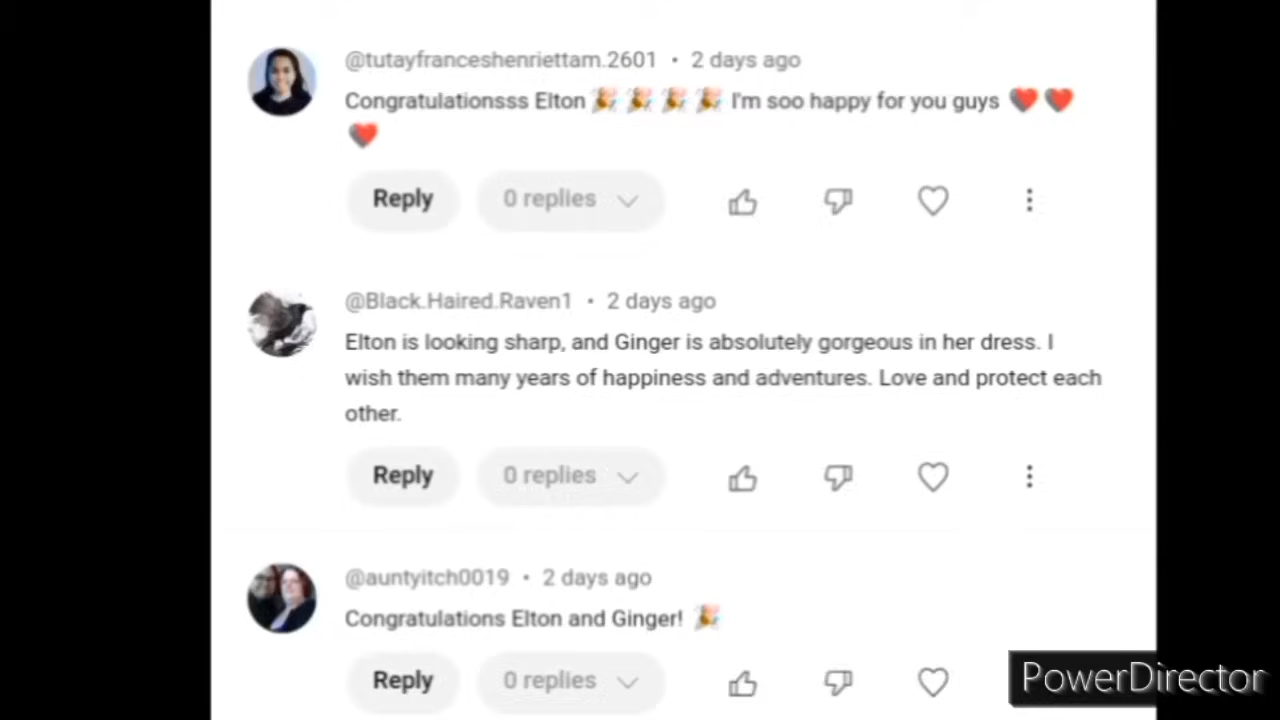 @tutayfranceshenriettam.2601 • 2 days ago
Congratulationsss Elton 🎉🎉🎉🎉 I'm soo happy for you guys ❤️❤️
❤️
Reply 0 replies
@Black.Haired.Raven1 • 2 days ago
Elton is looking sharp, and Ginger is absolutely gorgeous in her dress. I
wish them many years of happiness and adventures. Love and protect each
other.
Reply 0 replies
@auntyitch0019 • 2 days ago
Congratulations Elton and Ginger! 🎉
Reply 0 replies
PowerDirector